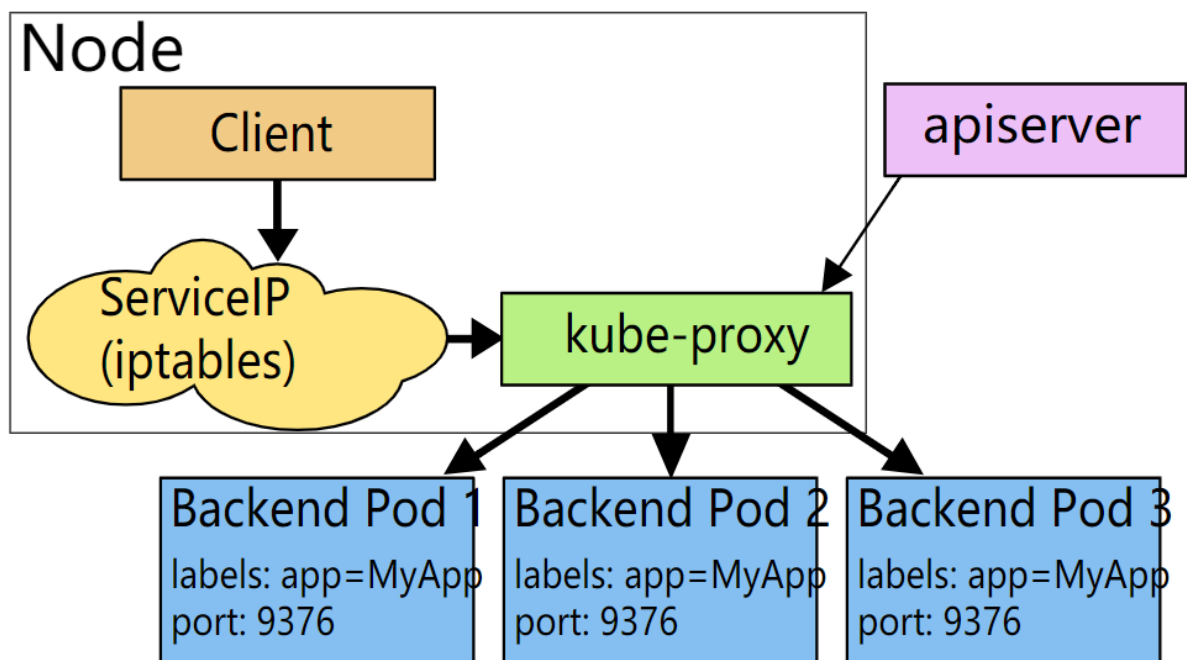 Node
Client
apiserver
ServiceIP
(iptables)
kube-proxy
Backend Pod 1
labels: app=MyApp
port: 9376
Backend Pod 2
labels: app=MyApp
port: 9376
Backend Pod 3
labels: app=MyApp
port: 9376